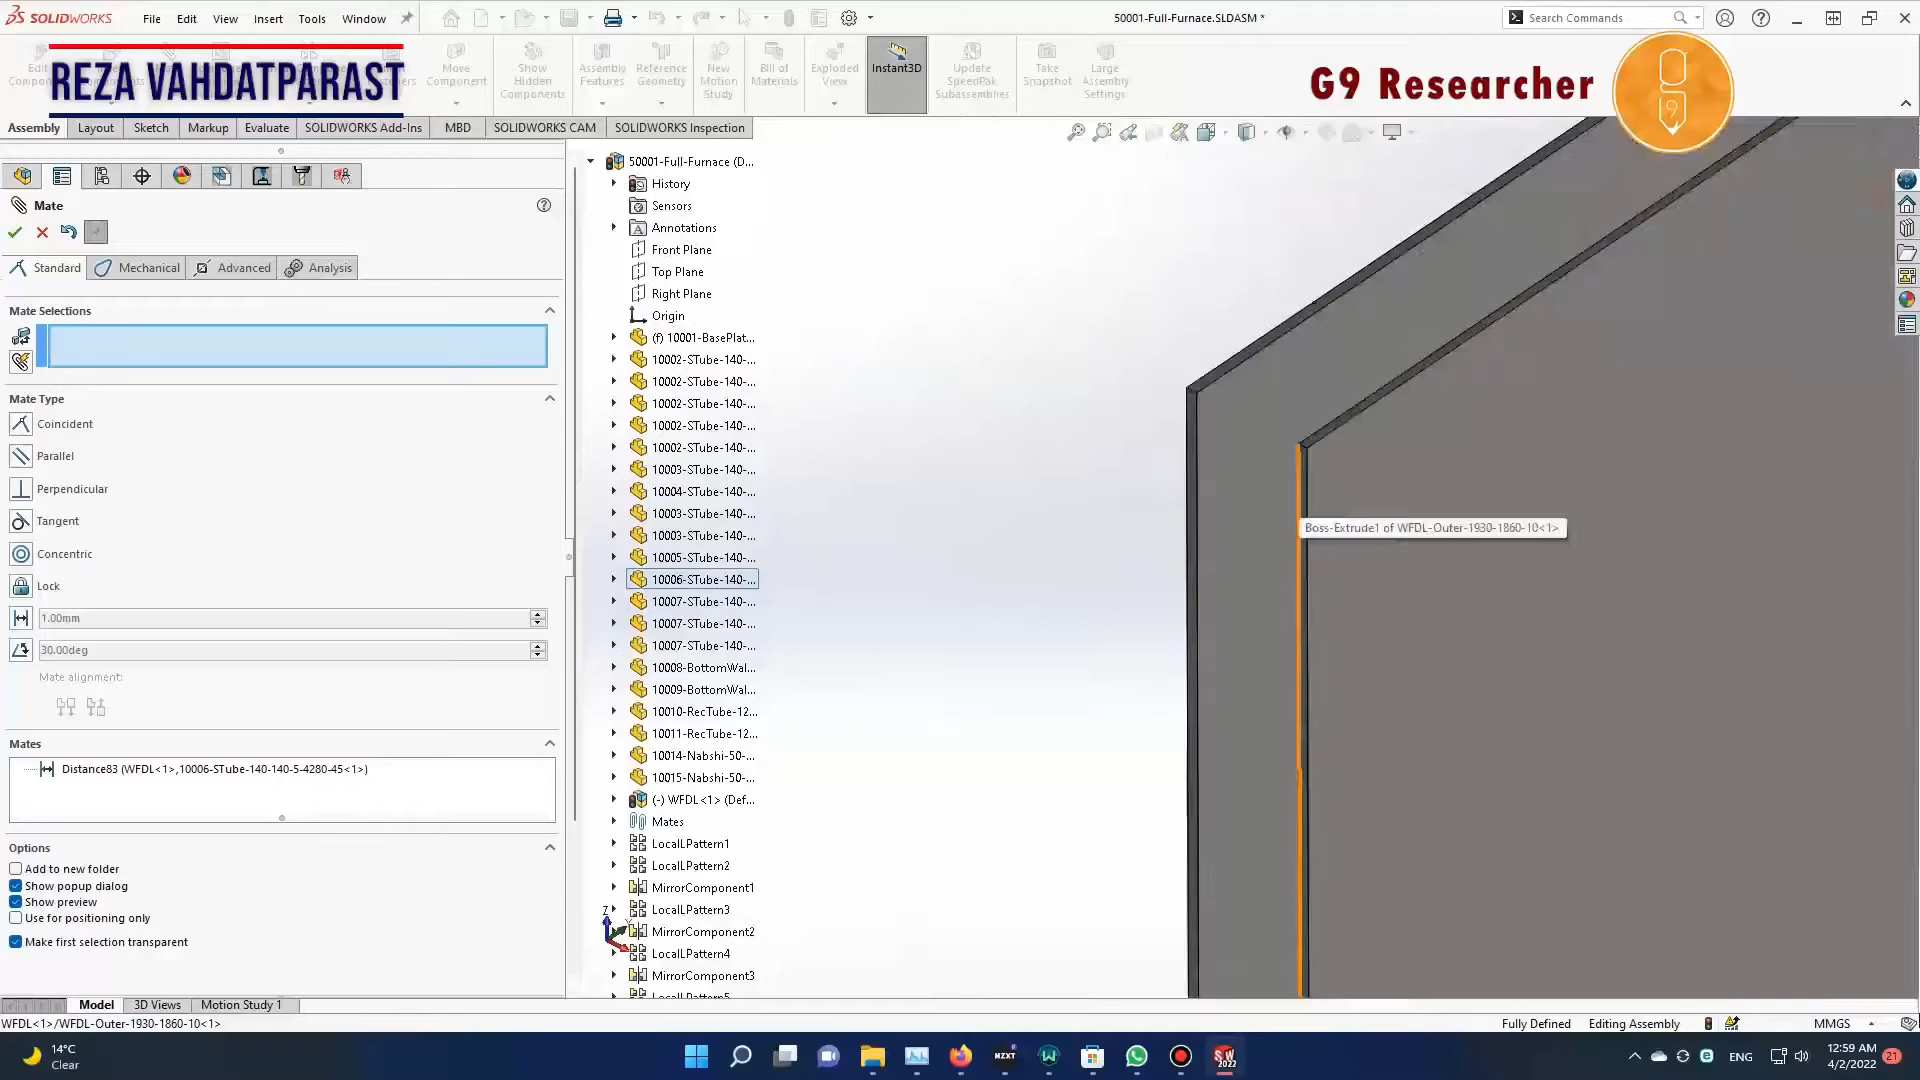 SOLIDWORKS
File Edit View Insert Tools Window
50001-Full-Furnace.SLDASM *
Search Commands
REZA VAHDATPARAST
G9 Researcher
9
Move Component
Show Hidden Components
Assembly Features
Reference Geometry
New Motion Study
Bill of Materials
Exploded View
Instant3D
Update SpeedPak Subassemblies
Take Snapshot
Large Assembly Settings
Assembly Layout Sketch Markup Evaluate SOLIDWORKS Add-Ins MBD SOLIDWORKS CAM SOLIDWORKS Inspection
Mate
Standard Mechanical Advanced Analysis
Mate Selections
Mate Type
Coincident
Parallel
Perpendicular
Tangent
Concentric
Lock
1.00mm
30.00deg
Mate alignment:
Mates
Distance83 (WFDL<1>,10006-STube-140-140-5-4280-45<1>)
Options
Add to new folder
Show popup dialog
Show preview
Use for positioning only
Make first selection transparent
50001-Full-Furnace (D...
History
Sensors
Annotations
Front Plane
Top Plane
Right Plane
Origin
(f) 10001-BasePlat...
10002-STube-140-...
10002-STube-140-...
10002-STube-140-...
10002-STube-140-...
10002-STube-140-...
10003-STube-140-...
10004-STube-140-...
10003-STube-140-...
10003-STube-140-...
10005-STube-140-...
10006-STube-140-...
10007-STube-140-...
10007-STube-140-...
10007-STube-140-...
10008-BottomWal...
10009-BottomWal...
10010-RecTube-12...
10011-RecTube-12...
10014-Nabshi-50-...
10015-Nabshi-50-...
(-) WFDL<1> (Def...
Mates
LocalLPattern1
LocalLPattern2
MirrorComponent1
LocalLPattern3
MirrorComponent2
LocalLPattern4
MirrorComponent3
LocalLPattern5
Z
Boss-Extrude1 of WFDL-Outer-1930-1860-10<1>
Model 3D Views Motion Study 1
WFDL<1>/WFDL-Outer-1930-1860-10<1>
Fully Defined Editing Assembly MMGS
14°C
Clear
MZXT
SW
2022
ENG
12:59 AM
4/2/2022
21